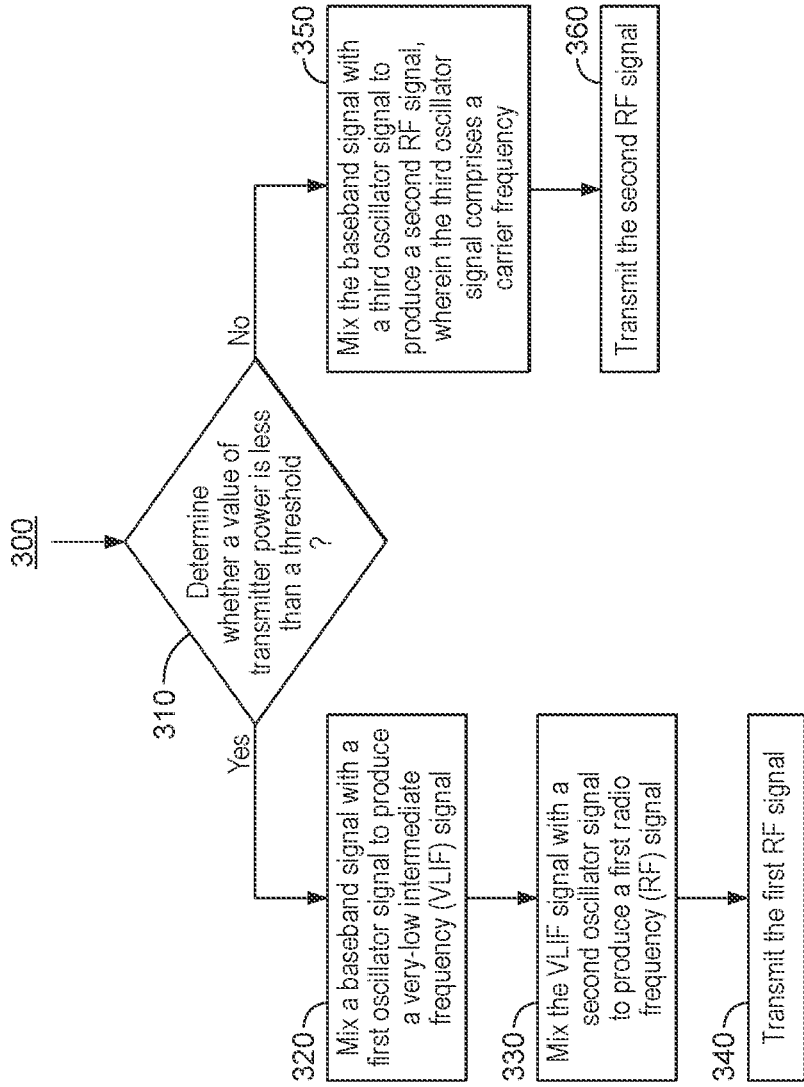 300
310
Determine
whether a value of
transmitter power is less
than a threshold
?
Yes
No
320
Mix a baseband signal with a
first oscillator signal to produce
a very-low intermediate
frequency (VLIF) signal
330
Mix the VLIF signal with a
second oscillator signal
to produce a first radio
frequency (RF) signal
340
Transmit the first RF signal
350
Mix the baseband signal with
a third oscillator signal to
produce a second RF signal,
wherein the third oscillator
signal comprises a
carrier frequency
360
Transmit the second RF signal